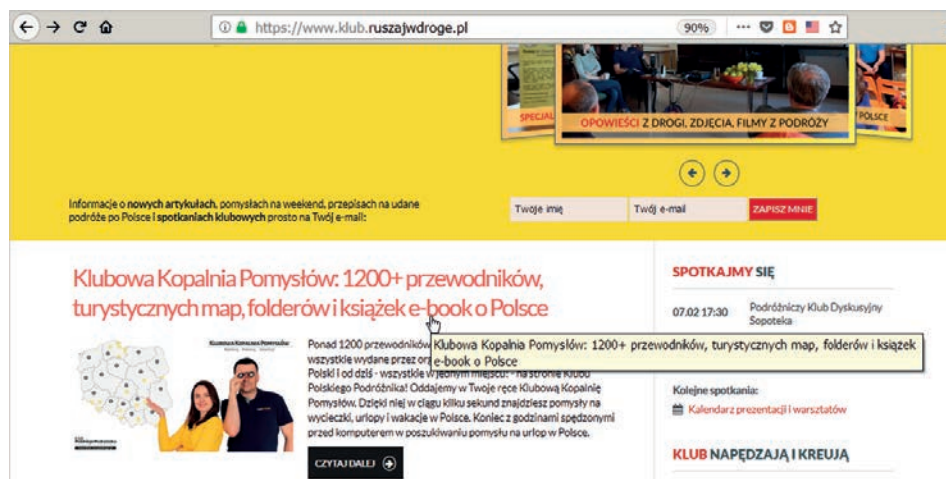 https://www.klub.ruszajwdroge.pl
90%
SPECJAL
OPOWIEŚCI Z DROGI, ZDJĘCIA, FILMY Z PODRÓŻY
POLSCE
Informacje o nowych artykułach, pomysłach na weekend, przepisach na udane
podróże po Polsce i spotkaniach klubowych prosto na Twój e-mail:
Twoje imię
Twój e-mail
ZAPISZ MNIE
Klubowa Kopalnia Pomysłów: 1200+ przewodników,
turystycznych map, folderów i książek e-book o Polsce
Klubowa Kopalnia Pomysłów
Ponad 1200 przewodników
wszystkie wydane przez
Polski i od dziś - wszystkie w jednym miejscu: - na stronie Klubu
Polskiego Podróżnika! Oddajemy w Twoje ręce Klubową Kopalnię
Pomysłów. Dzięki niej w ciągu kilku sekund znajdziesz pomysły na
wycieczki, urlopy i wakacje w Polsce. Koniec z godzinami spędzonymi
przed komputerem w poszukiwaniu pomysłu na urlop w Polsce.
CZYTAJ DALEJ
Klubowa Kopalnia Pomysłów: 1200+ przewodników, turystycznych map, folderów i książek
e-book o Polsce
SPOTKAJMY SIĘ
07.02 17:30
Podróżniczy Klub Dyskusyjny
Sopoteka
Kolejne spotkania:
Kalendarz prezentacji i warsztatów
KLUB NAPĘDZAJĄ I KREUJĄ